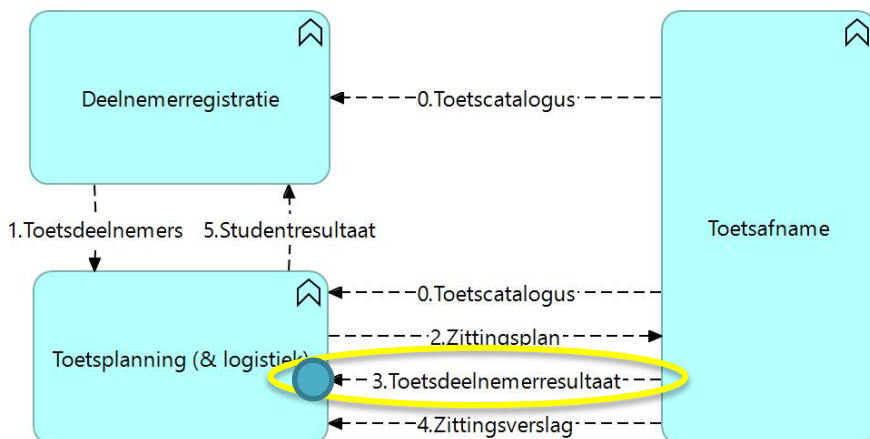 Deelnemerregistratie
0.Toetscatalogus
1.Toetsdeelnemers
5.Studentresultaat
Toetsafname
0.Toetscatalogus
2.Zittingsplan
Toetsplanning (& logistiek)
3.Toetsdeelnemerresultaat
4.Zittingsverslag